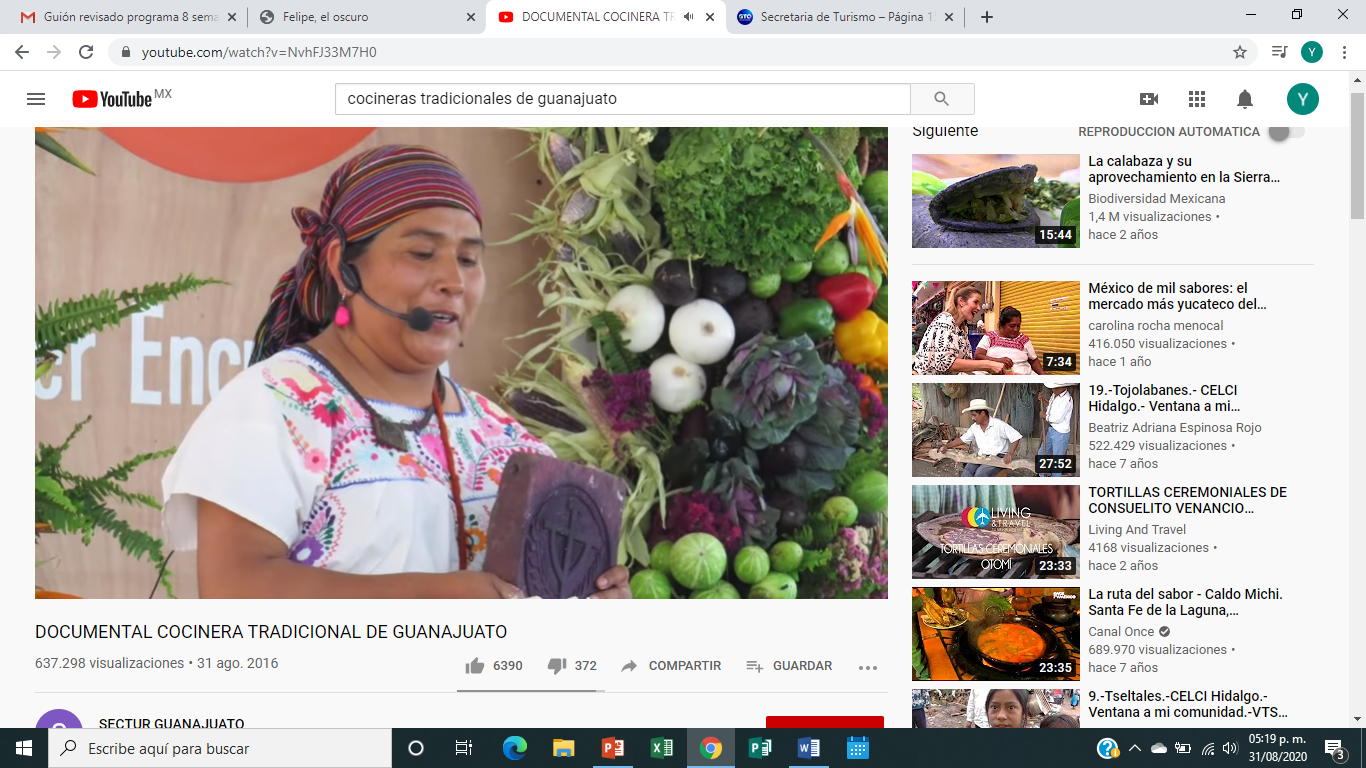 Guión revisado programa 8 sema
Felipe, el oscuro
DOCUMENTAL COCINERA TR
Secretaria de Turismo – Página 1
youtube.com/watch?v=NvhFJ33M7H0
Y
YouTube MX
cocineras tradicionales de guanajuato
Y
er Encu
DOCUMENTAL COCINERA TRADICIONAL DE GUANAJUATO
637.298 visualizaciones • 31 ago. 2016
6390
372
COMPARTIR
GUARDAR
SECTUR GUANAJUATO
Siguiente
REPRODUCCIÓN AUTOMÁTICA
15:44
La calabaza y su
aprovechamiento en la Sierra...
Biodiversidad Mexicana
1,4 M visualizaciones •
hace 2 años
7:34
México de mil sabores: el
mercado más yucateco del...
carolina rocha menocal
416.050 visualizaciones •
hace 1 año
27:52
19.-Tojolabanes.- CELCI
Hidalgo.- Ventana a mi...
Beatriz Adriana Espinosa Rojo
522.429 visualizaciones •
hace 7 años
LIVING
&TRAVEL
TORTILLAS CEREMONIALES
OTOMÍ
23:33
TORTILLAS CEREMONIALES DE
CONSUELITO VENANCIO...
Living And Travel
4168 visualizaciones •
hace 2 años
23:35
La ruta del sabor - Caldo Michi.
Santa Fe de la Laguna,...
Canal Once
689.970 visualizaciones •
hace 7 años
9.-Tseltales.-CELCI Hidalgo.-
Ventana a mi comunidad.-VTS...
Escribe aquí para buscar
05:19 p. m.
31/08/2020
3